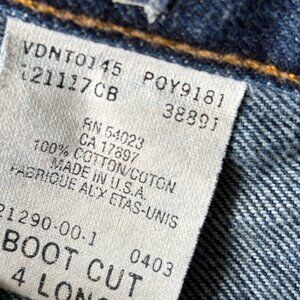 VDNT0145 PQY9181
121117CB 38891
RN 54023
CA 17897
100% COTTON/COTON
MADE IN U.S.A.
FABRIQUE AUX ETAS-UNIS
21290-00-1 0403
BOOT CUT
4 LONG